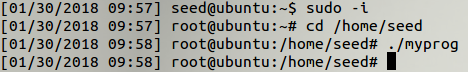 [01/30/2018 09:57] seed@ubuntu:~$ sudo -i
[01/30/2018 09:57] root@ubuntu:~# cd /home/seed
[01/30/2018 09:58] root@ubuntu:/home/seed# ./myprog
[01/30/2018 09:58] root@ubuntu:/home/seed#